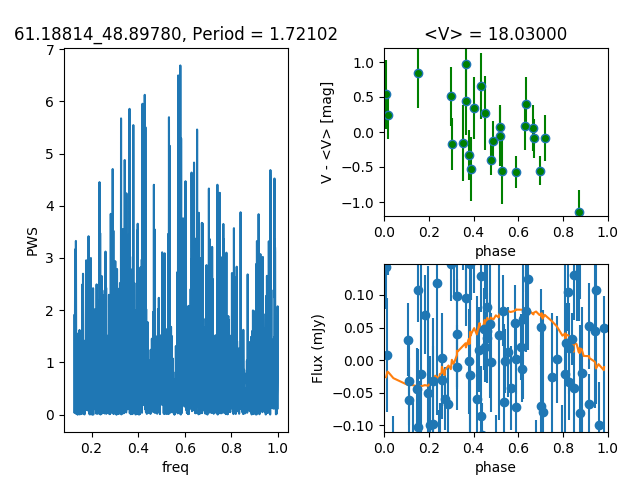 61.18814_48.89780, Period = 1.72102
PWS
7
6
5
4
3
2
1
0
0.2 0.4 0.6 0.8 1.0
freq
<V> = 18.03000
V - <V> [mag]
1.0
0.5
0.0
−0.5
−1.0
0.0 0.2 0.4 0.6 0.8 1.0
phase
Flux (mJy)
0.10
0.05
0.00
−0.05
−0.10
0.0 0.2 0.4 0.6 0.8 1.0
phase